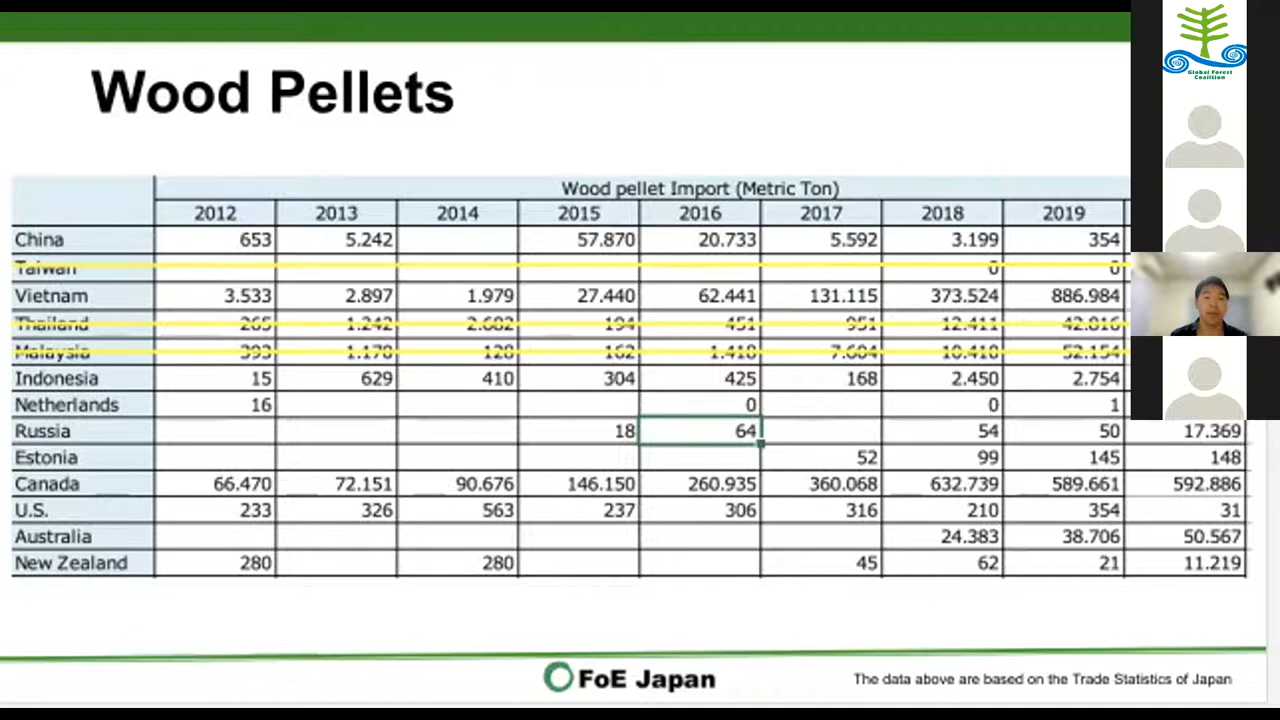 Wood Pellets
Global Forest
Coalition
Wood pellet Import (Metric Ton)
2012 2013 2014 2015 2016 2017 2018 2019
China 653 5.242 57.870 20.733 5.592 3.199 354
Taiwan 0 0
Vietnam 3.533 2.897 1.979 27.440 62.441 131.115 373.524 886.984
Thailand 265 1.242 2.682 194 451 951 12.411 42.816
Malaysia 393 1.170 120 162 1.410 7.604 10.410 52.154
Indonesia 15 629 410 304 425 168 2.450 2.754
Netherlands 16 0 0 1
Russia 18 64 54 50 17.369
Estonia 52 99 145 148
Canada 66.470 72.151 90.676 146.150 260.935 360.068 632.739 589.661 592.886
U.S. 233 326 563 237 306 316 210 354 31
Australia 24.383 38.706 50.567
New Zealand 280 280 45 62 21 11.219
FoE Japan
The data above are based on the Trade Statistics of Japan